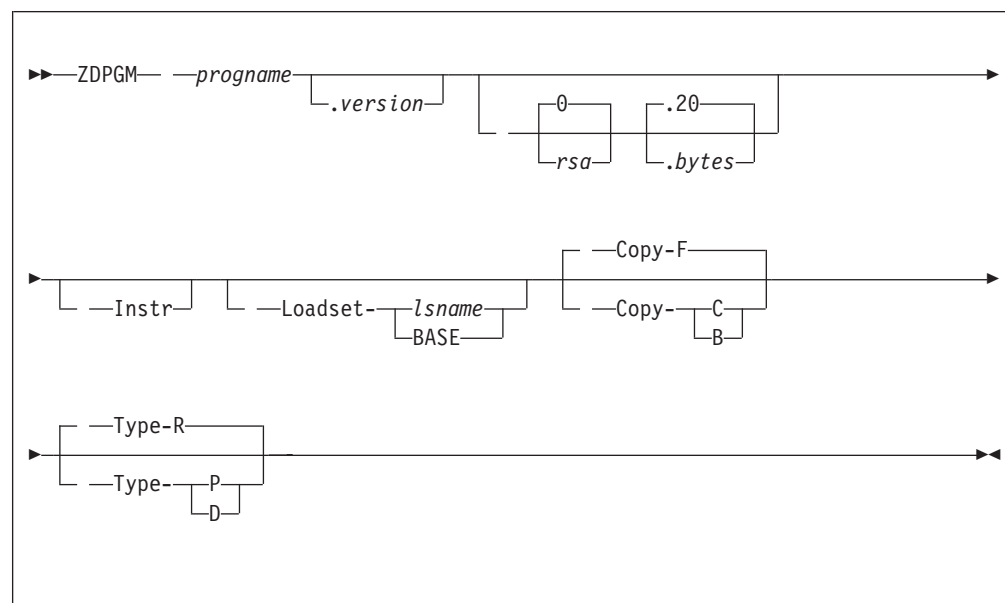 ZDPGM progname
.version
0 .20
rsa .bytes
Copy-F
Instr Loadset- lsname Copy- C
BASE B
Type-R
Type- P
D